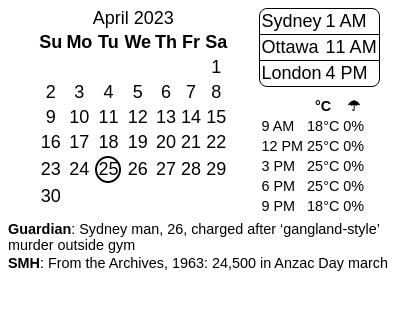 April 2023
Su Mo Tu We Th Fr Sa
1
2 3 4 5 6 7 8
9 10 11 12 13 14 15
16 17 18 19 20 21 22
23 24 25 26 27 28 29
30
Sydney 1 AM
Ottawa 11 AM
London 4 PM
°C ☂
9 AM 18°C 0%
12 PM 25°C 0%
3 PM 25°C 0%
6 PM 25°C 0%
9 PM 18°C 0%
Guardian: Sydney man, 26, charged after ‘gangland-style’
murder outside gym
SMH: From the Archives, 1963: 24,500 in Anzac Day march